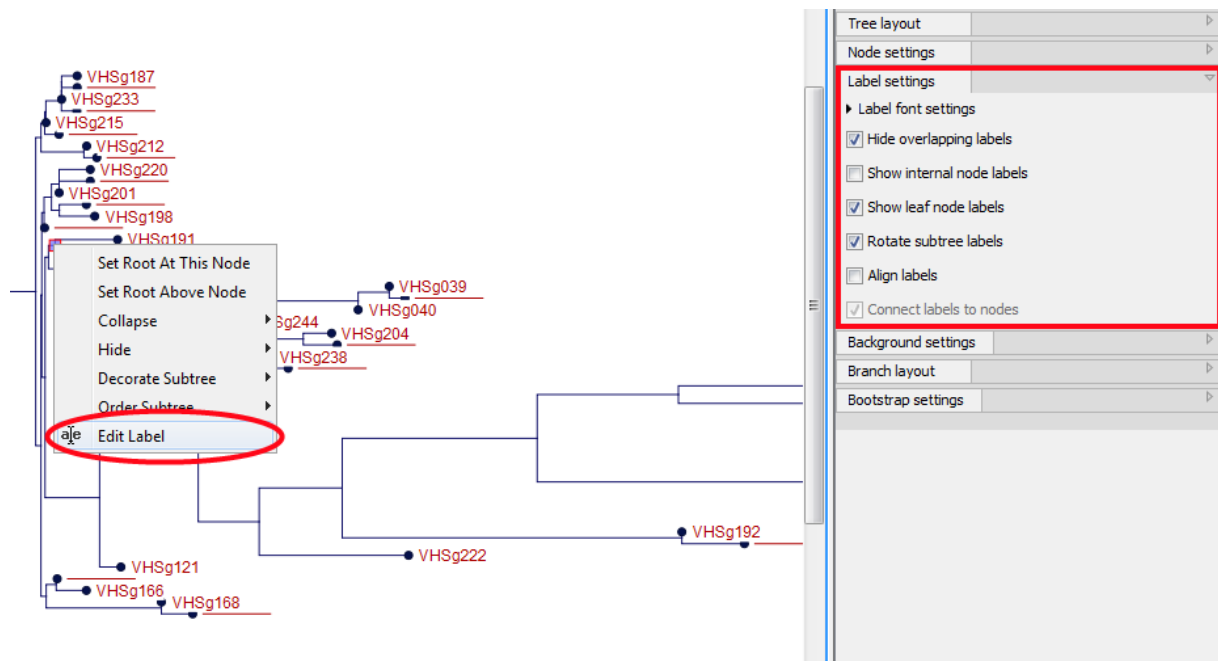 VHSg187
VHSg233
VHSg215
VHSg212
VHSg220
VHSg201
VHSg198
VHSg191
Set Root At This Node
Set Root Above Node
Collapse
Hide
Decorate Subtree
Order Subtree
ae Edit Label
VHSg039
VHSg040
Sg244
VHSg204
VHSg238
VHSg192
VHSg222
VHSg121
VHSg166
VHSg168
Tree layout
Node settings
Label settings
Label font settings
Hide overlapping labels
Show internal node labels
Show leaf node labels
Rotate subtree labels
Align labels
Connect labels to nodes
Background settings
Branch layout
Bootstrap settings